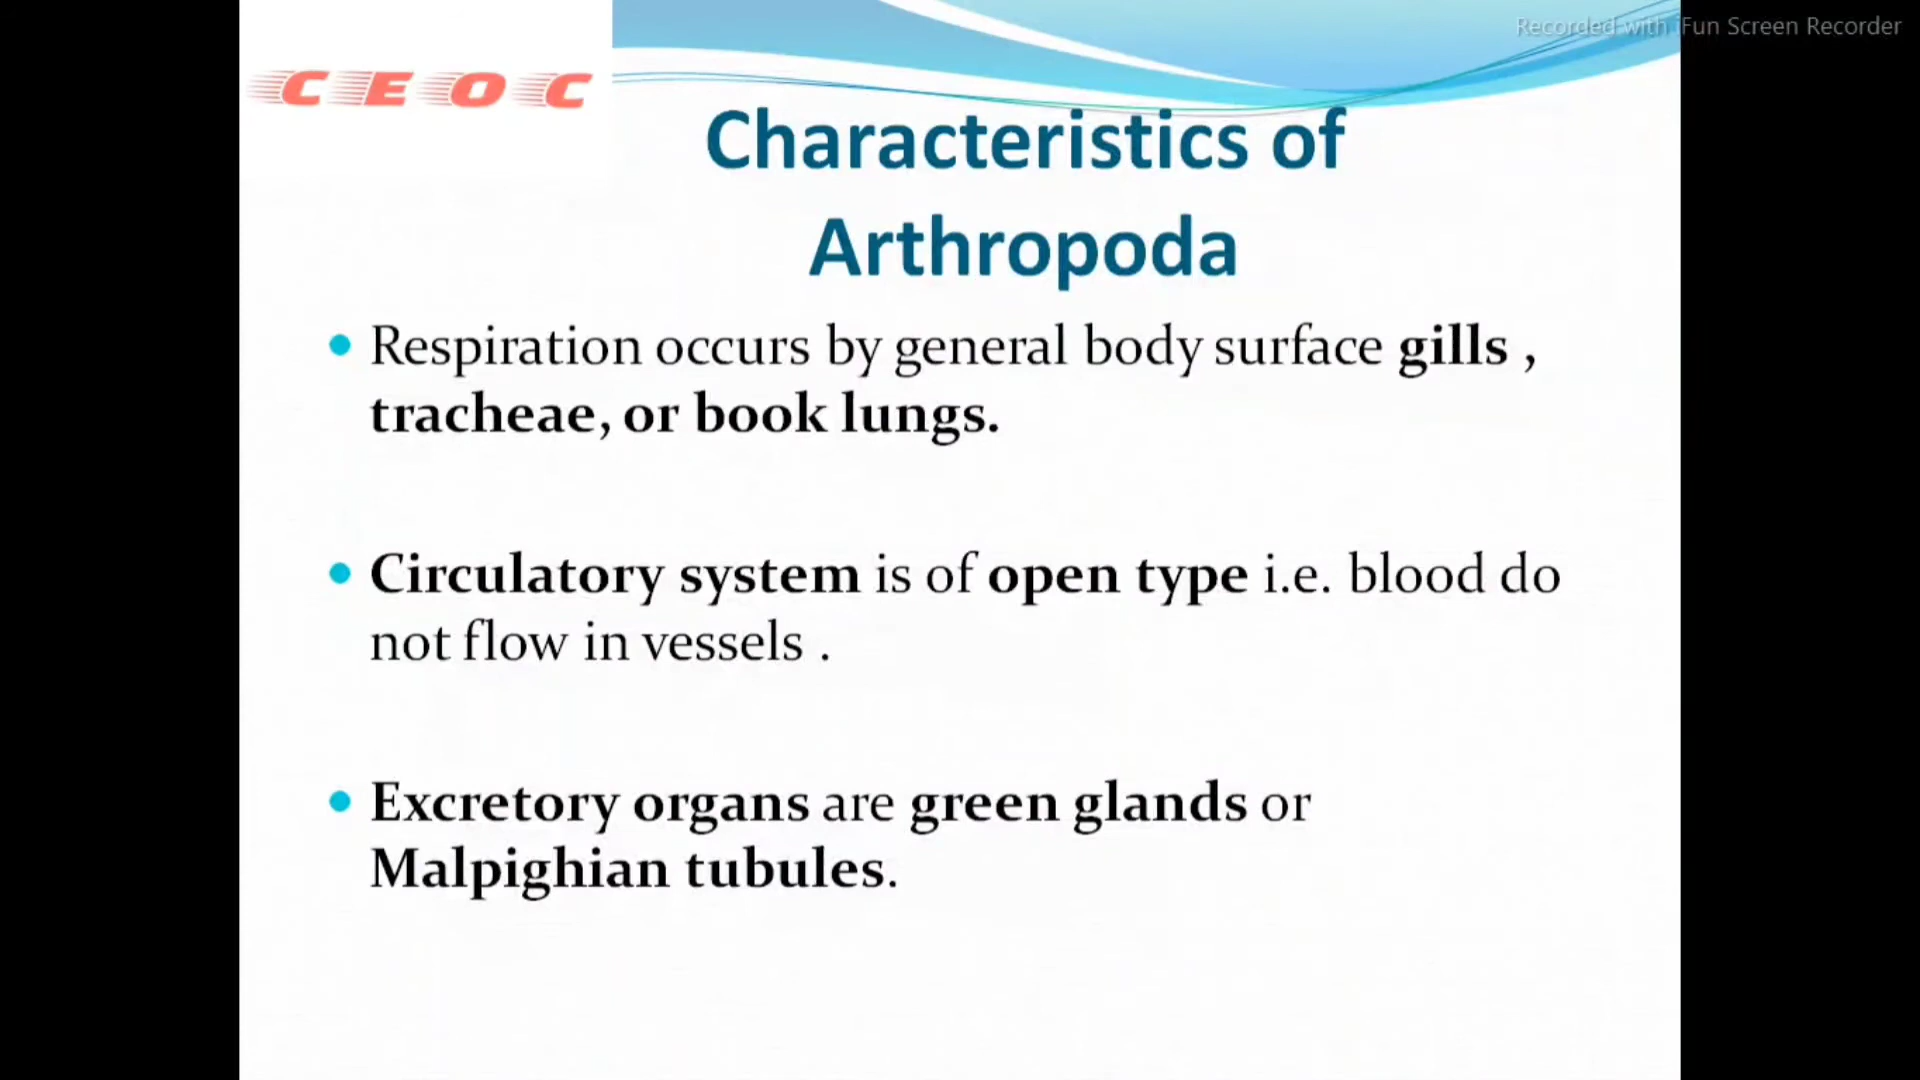 Recorded with iFun Screen Recorder
CEOC
Characteristics of
Arthropoda
• Respiration occurs by general body surface gills ,
tracheae, or book lungs.
• Circulatory system is of open type i.e. blood do
not flow in vessels .
• Excretory organs are green glands or
Malpighian tubules.